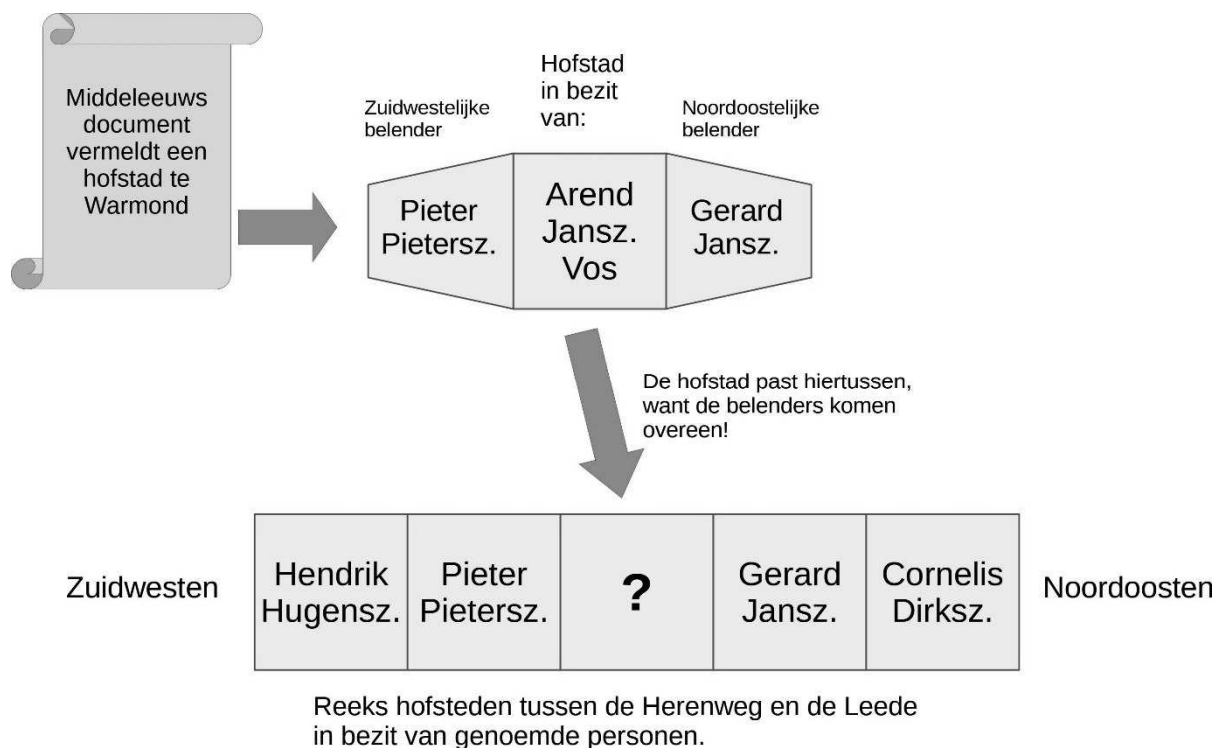 Middeleeuws
document
vermeldt een
hofstad te
Warmond
Zuidwestelijke
belender
Hofstad
in bezit
van:
Noordoostelijke
belender
Pieter
Pietersz.
Arend
Jansz.
Vos
Gerard
Jansz.
De hofstad past hiertussen,
want de belenders komen
overeen!
Zuidwesten
Hendrik
Hugensz.
Pieter
Pietersz.
?
Gerard
Jansz.
Cornelis
Dirksz.
Noordoosten
Reeks hofsteden tussen de Herenweg en de Leede
in bezit van genoemde personen.